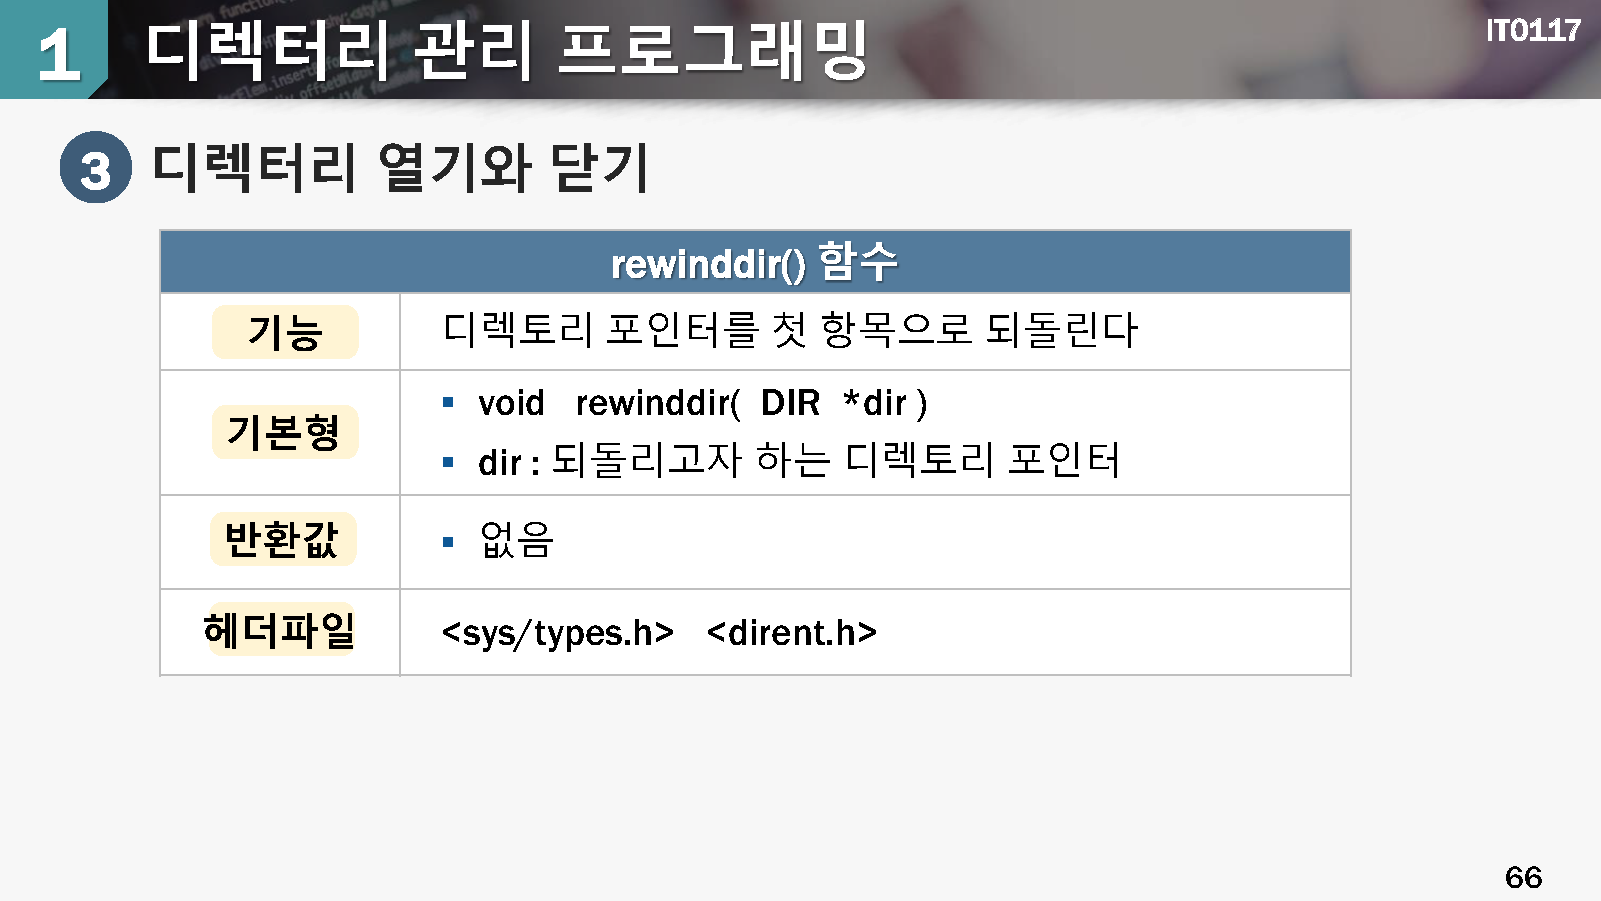 1 디렉터리 관리 프로그래밍
IT0117
3 디렉터리 열기와 닫기
rewinddir() 함수
기능 디렉토리 포인터를 첫 항목으로 되돌린다
기본형
▪ void rewinddir( DIR *dir )
▪ dir : 되돌리고자 하는 디렉토리 포인터
반환값 ▪ 없음
헤더파일 <sys/types.h> <dirent.h>
66